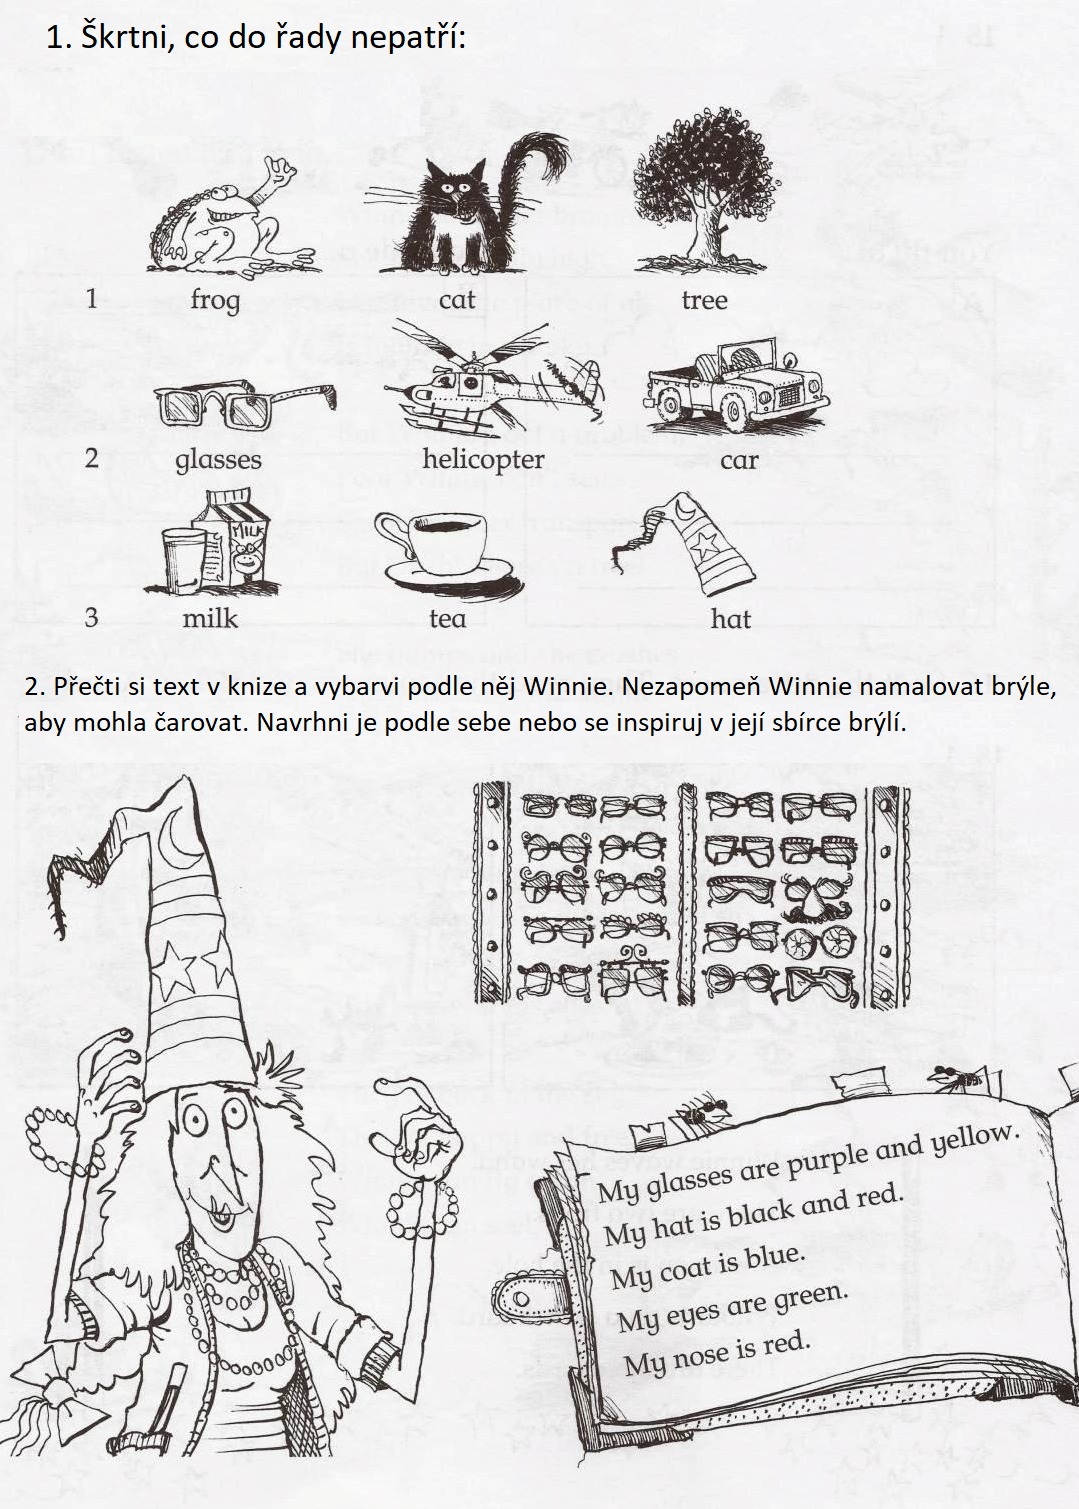 1. Škrtni, co do řady nepatří:
1 frog cat tree
2 glasses helicopter car
MILK
3 milk tea hat
2. Přečti si text v knize a vybarvi podle něj Winnie. Nezapomeň Winnie namalovat brýle,
aby mohla čarovat. Navrhni je podle sebe nebo se inspiruj v její sbírce brýlí.
My glasses are purple and yellow.
My hat is black and red.
My coat is blue.
My eyes are green.
My nose is red.